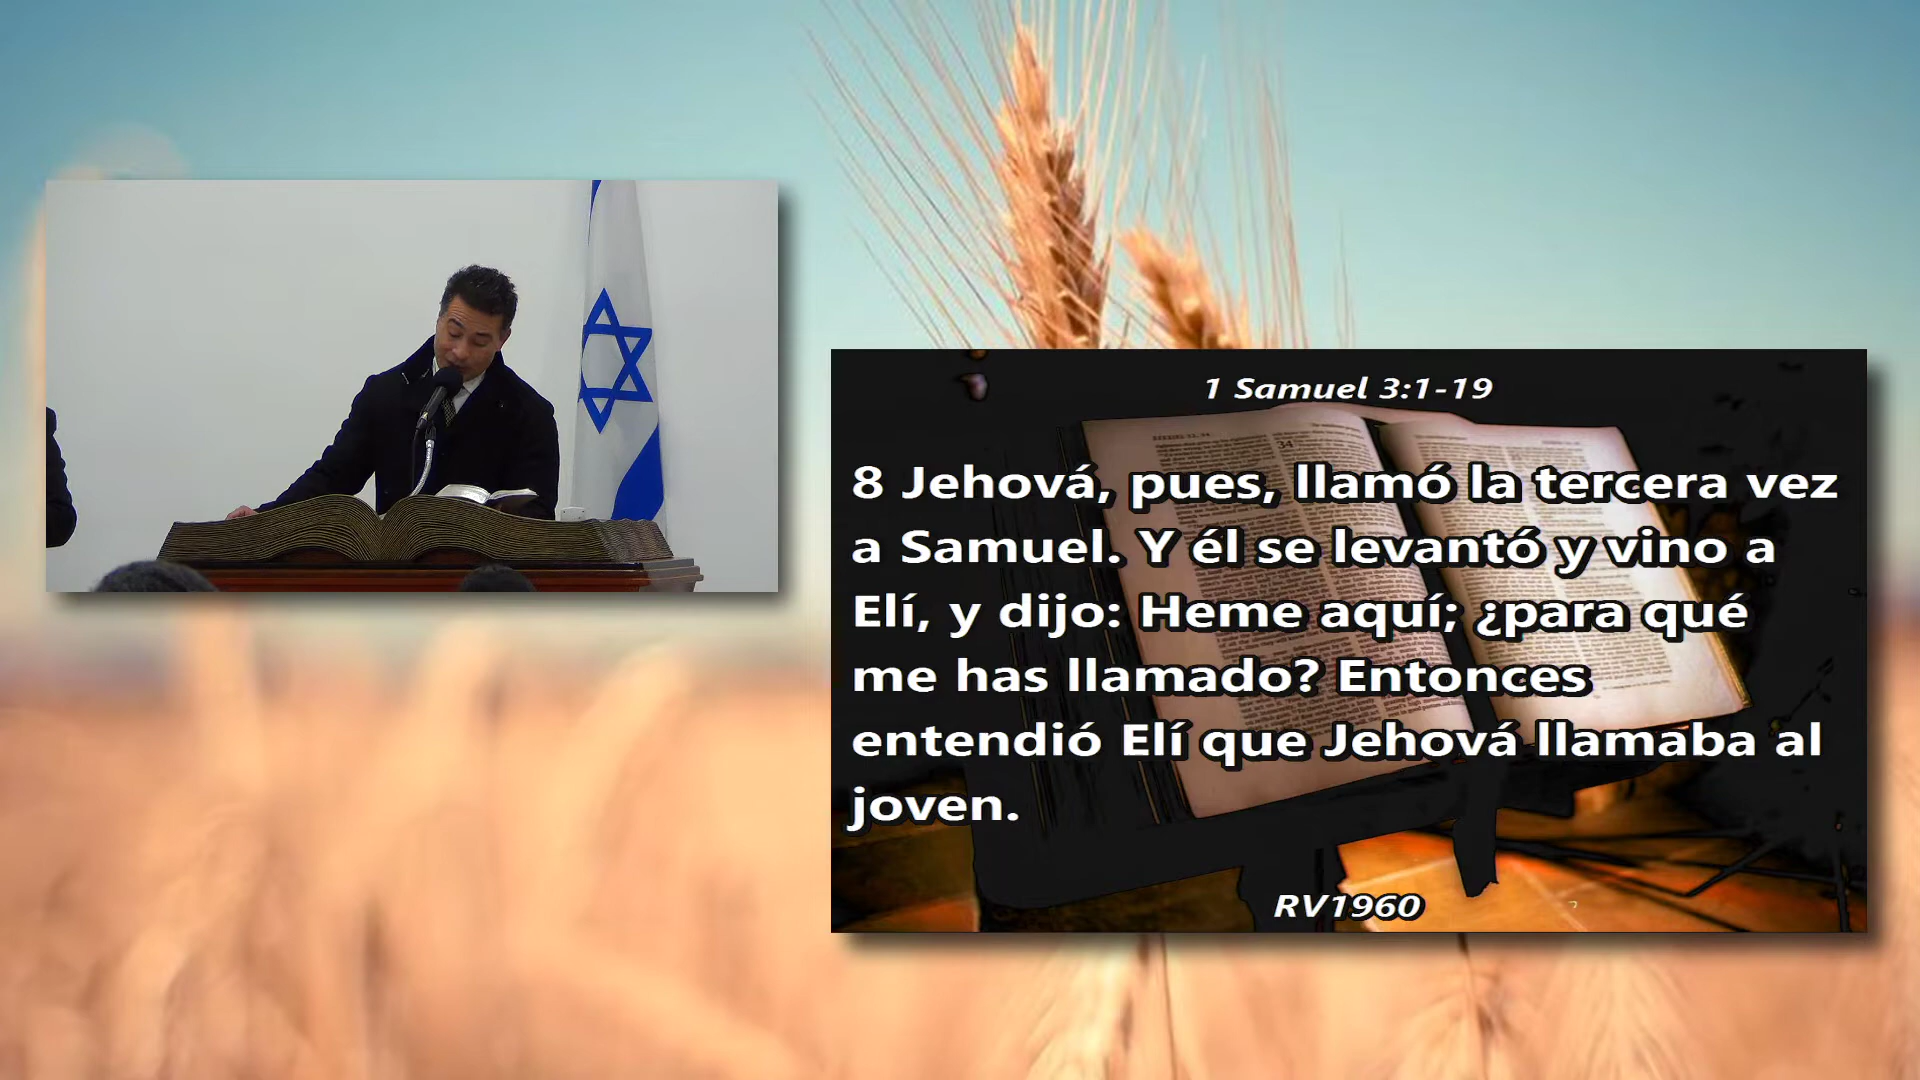 1 Samuel 3:1-19
8 Jehová, pues, llamó la tercera vez
a Samuel. Y él se levantó y vino a
Elí, y dijo: Heme aquí; ¿para qué
me has llamado? Entonces
entendió Elí que Jehová llamaba al
joven.
RV1960
34